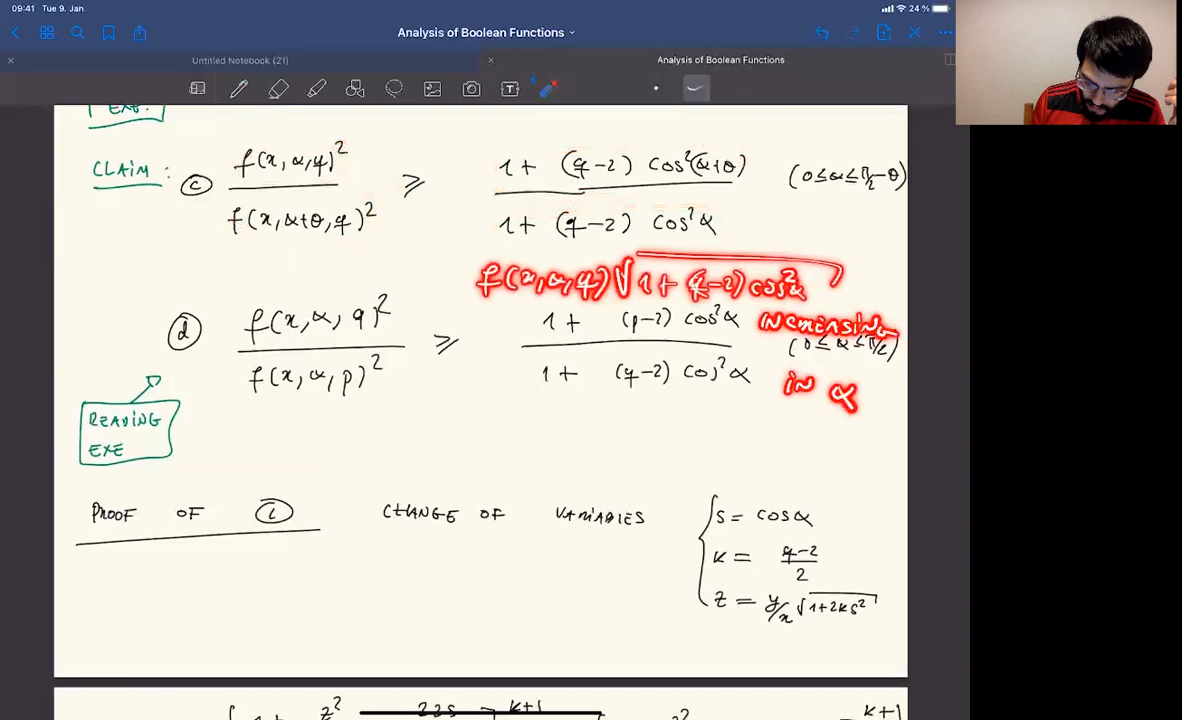 09:41 Tue 9. Jan
24 %
Analysis of Boolean Functions
Untitled Notebook (21)
Analysis of Boolean Functions
EXE.
CLAIM : (c) f(x,α,q)² / f(x,α+θ,q)² ≥ 1+ (q-2) cos²(α+θ) / 1+ (q-2) cos²α (0≤α≤π/2-θ)
f(x,α,q)√1+(q-2)cos²α
INCREASING
in α
(d) f(x,α,q)² / f(x,α,p)² ≥ 1+ (p-2) cos²α / 1+ (q-2) cos²α (0≤α≤π/2)
READING
EXE
PROOF OF (c) CHANGE OF VARIABLES { s = cosα
k = q-2 / 2
z = y/x √1+2ks²